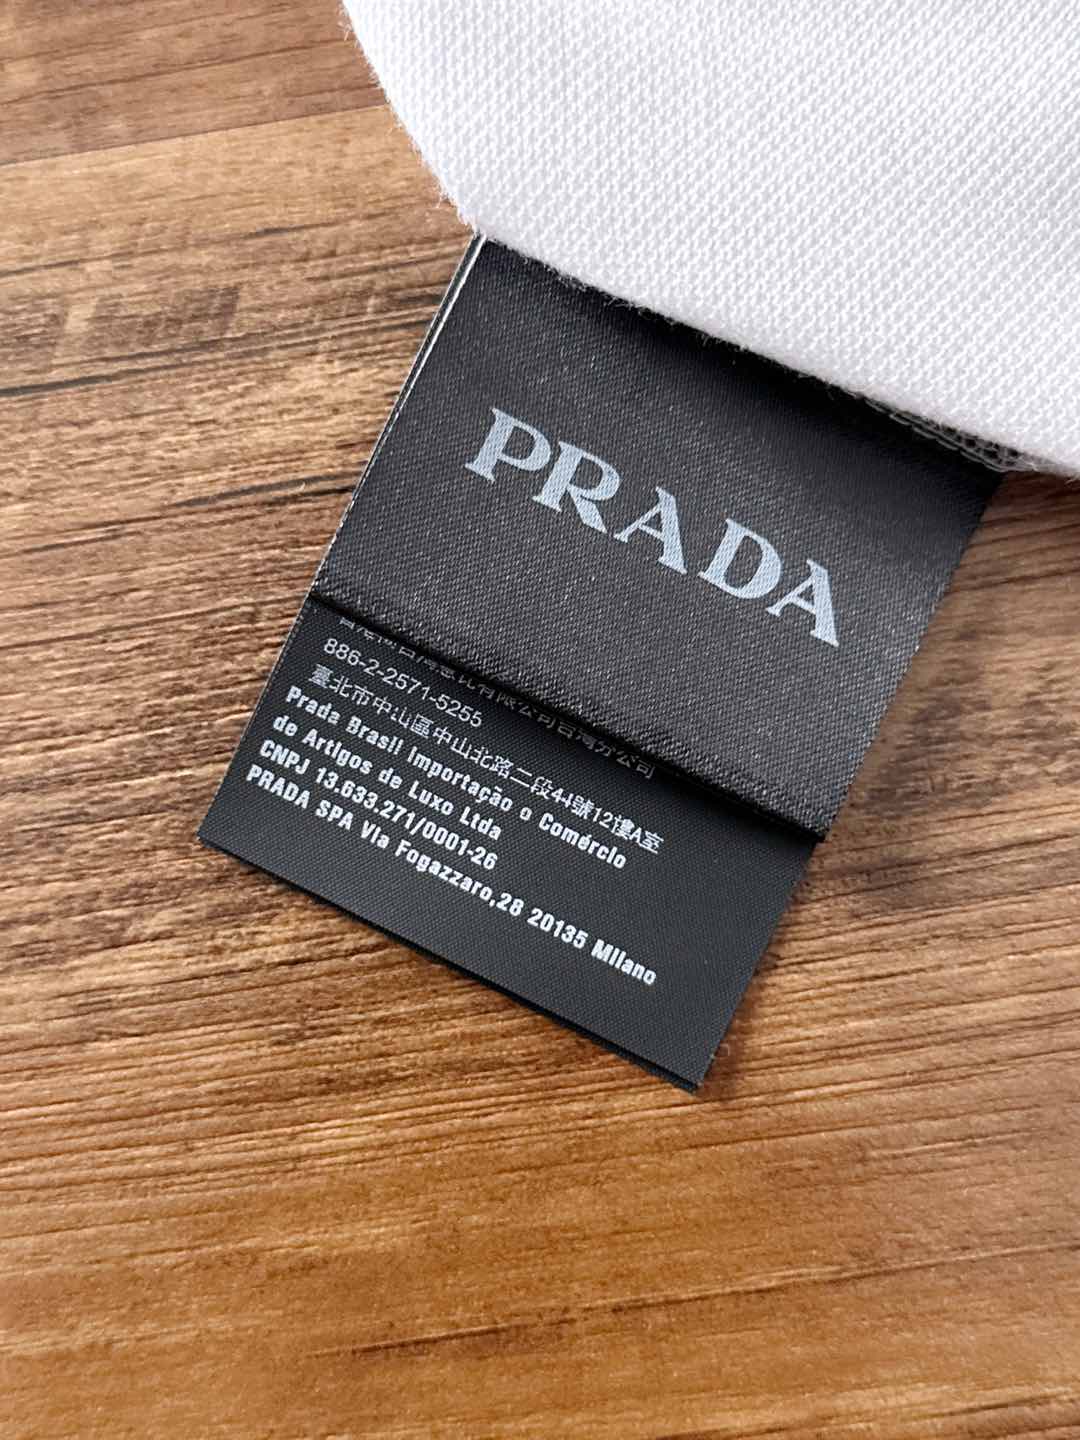 PRADA
886-2-2571-5255
臺北市中山區中山北路二段44號12樓A室
Prada Brasil Importação o Comércio
de Artigos de Luxo Ltda
CNPJ 13.633.271/0001-26
PRADA SPA Via Fogazzaro,28 20135 Milano